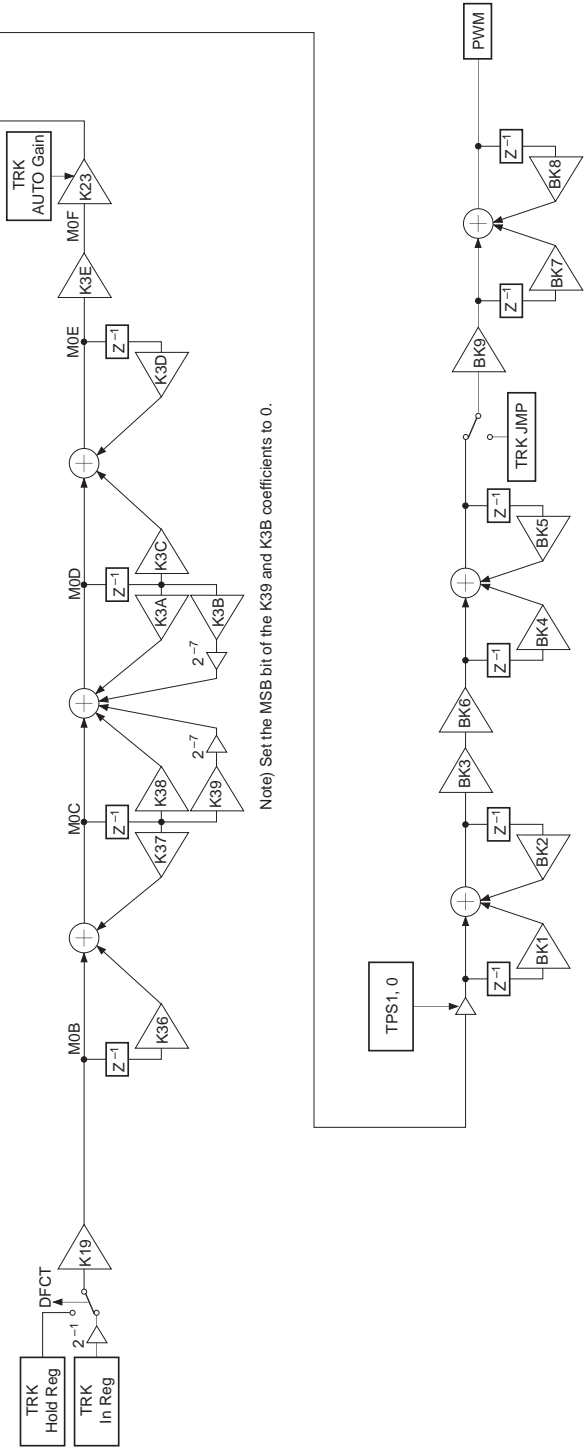 TRK
Hold Reg
TRK
In Reg
2⁻¹
DFCT
K19
M0B
Z⁻¹
K36
M0C
Z⁻¹
K37
K38
K39
2⁻⁷
M0D
Z⁻¹
K3A
K3B
2⁻⁷
K3C
M0E
Z⁻¹
K3D
K3E
M0F
TRK
AUTO Gain
K23
Note) Set the MSB bit of the K39 and K3B coefficients to 0.
TPS1, 0
Z⁻¹
BK1
Z⁻¹
BK2
BK3
BK6
Z⁻¹
BK4
Z⁻¹
BK5
TRK JMP
BK9
Z⁻¹
BK7
Z⁻¹
BK8
PWM